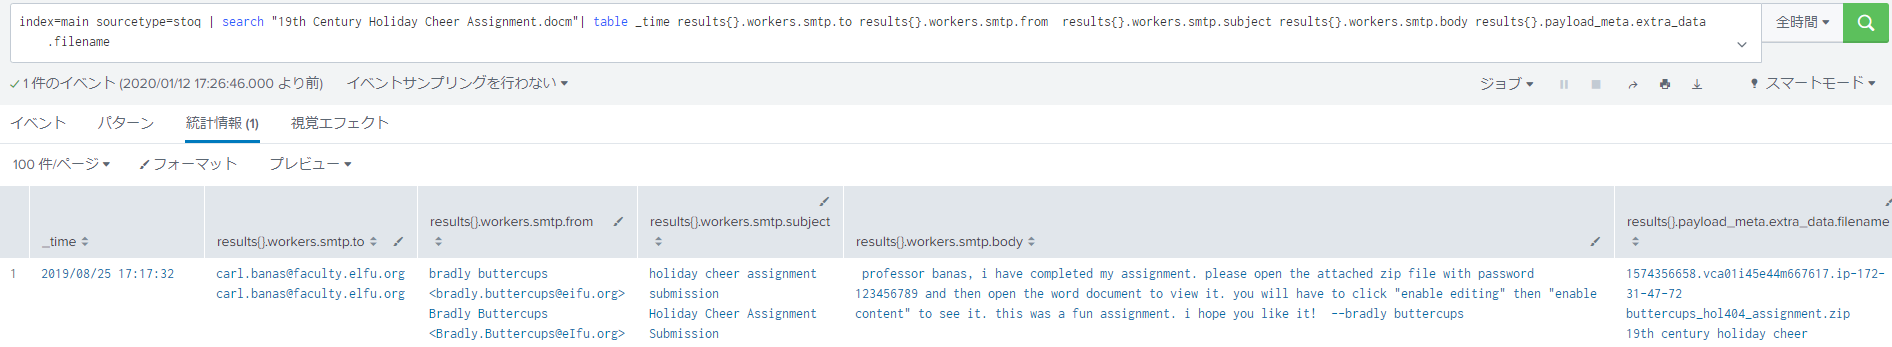 index=main sourcetype=stoq | search "19th Century Holiday Cheer Assignment.docm"| table _time results{}.workers.smtp.to results{}.workers.smtp.from  results{}.workers.smtp.subject results{}.workers.smtp.body results{}.payload_meta.extra_data
.filename
全時間
1 件のイベント (2020/01/12 17:26:46.000 より前)
イベントサンプリングを行わない
ジョブ
スマートモード
イベント
パターン
統計情報 (1)
視覚エフェクト
100 件/ページ
フォーマット
プレビュー
_time
results{}.workers.smtp.to
results{}.workers.smtp.from
results{}.workers.smtp.subject
results{}.workers.smtp.body
results{}.payload_meta.extra_data.filename
1
2019/08/25 17:17:32
carl.banas@faculty.elfu.org
carl.banas@faculty.elfu.org
bradly buttercups
<bradly.buttercups@eifu.org>
Bradly Buttercups
<Bradly.Buttercups@eIfu.org>
holiday cheer assignment
submission
Holiday Cheer Assignment
Submission
professor banas, i have completed my assignment. please open the attached zip file with password
123456789 and then open the word document to view it. you will have to click "enable editing" then "enable
content" to see it. this was a fun assignment. i hope you like it!  --bradly buttercups
1574356658.vca01i45e44m667617.ip-172-
31-47-72
buttercups_hol404_assignment.zip
19th century holiday cheer